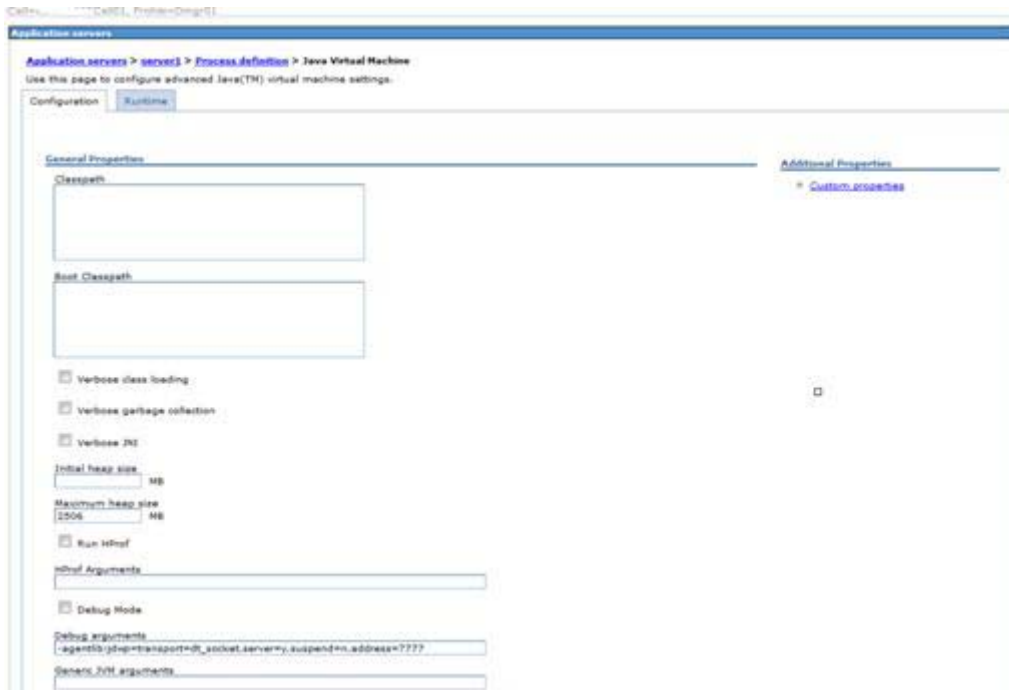 Cell01, Profile=Dmgr01
Application servers
Application servers > server1 > Process definition > Java Virtual Machine
Use this page to configure advanced Java(TM) virtual machine settings.
Configuration Runtime
General Properties
Additional Properties
Classpath
Custom properties
Boot Classpath
Verbose class loading
Verbose garbage collection
Verbose JNI
Initial heap size
MB
Maximum heap size
2506 MB
Run HProf
HProf Arguments
Debug Mode
Debug arguments
-agentlib:jdwp=transport=dt_socket,server=y,suspend=n,address=7777
Generic JVM arguments